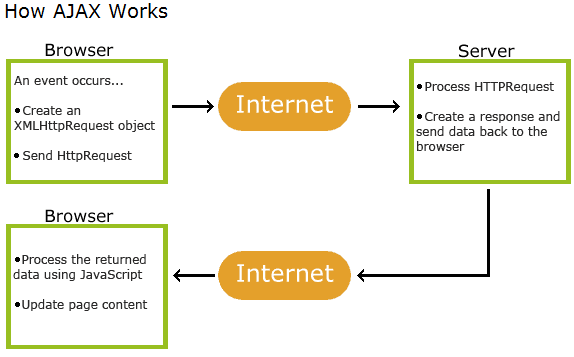 How AJAX Works
Browser
An event occurs...
•Create an
XMLHttpRequest object
•Send HttpRequest
Internet
Server
•Process HTTPRequest
•Create a response and
send data back to the
browser
Browser
•Process the returned
data using JavaScript
•Update page content
Internet